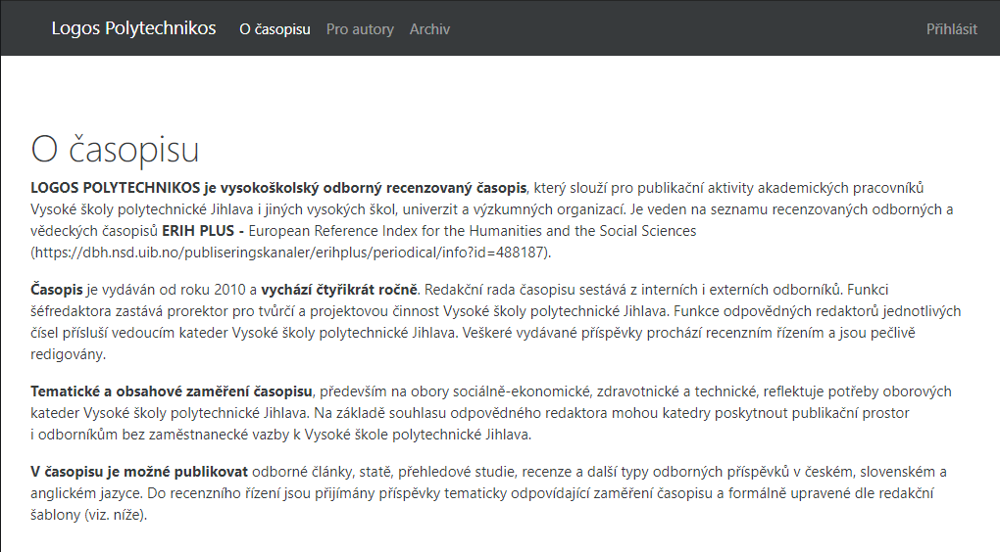 Logos Polytechnikos O časopisu Pro autory Archiv Přihlásit
O časopisu
LOGOS POLYTECHNIKOS je vysokoškolský odborný recenzovaný časopis, který slouží pro publikační aktivity akademických pracovníků
Vysoké školy polytechnické Jihlava i jiných vysokých škol, univerzit a výzkumných organizací. Je veden na seznamu recenzovaných odborných a
vědeckých časopisů ERIH PLUS - European Reference Index for the Humanities and the Social Sciences
(https://dbh.nsd.uib.no/publiseringskanaler/erihplus/periodical/info?id=488187).
Časopis je vydáván od roku 2010 a vychází čtyřikrát ročně. Redakční rada časopisu sestává z interních i externích odborníků. Funkci
šéfredaktora zastává prorektor pro tvůrčí a projektovou činnost Vysoké školy polytechnické Jihlava. Funkce odpovědných redaktorů jednotlivých
čísel přísluší vedoucím kateder Vysoké školy polytechnické Jihlava. Veškeré vydávané příspěvky prochází recenzním řízením a jsou pečlivě
redigovány.
Tematické a obsahové zaměření časopisu, především na obory sociálně-ekonomické, zdravotnické a technické, reflektuje potřeby oborových
kateder Vysoké školy polytechnické Jihlava. Na základě souhlasu odpovědného redaktora mohou katedry poskytnout publikační prostor
i odborníkům bez zaměstnanecké vazby k Vysoké škole polytechnické Jihlava.
V časopisu je možné publikovat odborné články, statě, přehledové studie, recenze a další typy odborných příspěvků v českém, slovenském a
anglickém jazyce. Do recenzního řízení jsou přijímány příspěvky tematicky odpovídající zaměření časopisu a formálně upravené dle redakční
šablony (viz. níže).